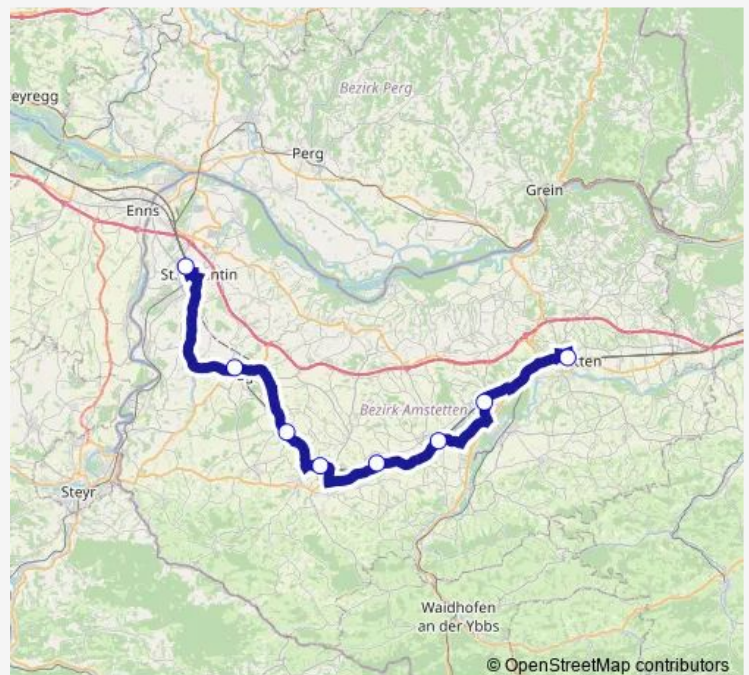 Bezirk Perg
eyregg
Perg
Grein
Enns
St.
ntin
tten
Bezirk Amstetten
Steyr
Waidhofen
an der Ybbs
© OpenStreetMap contributors